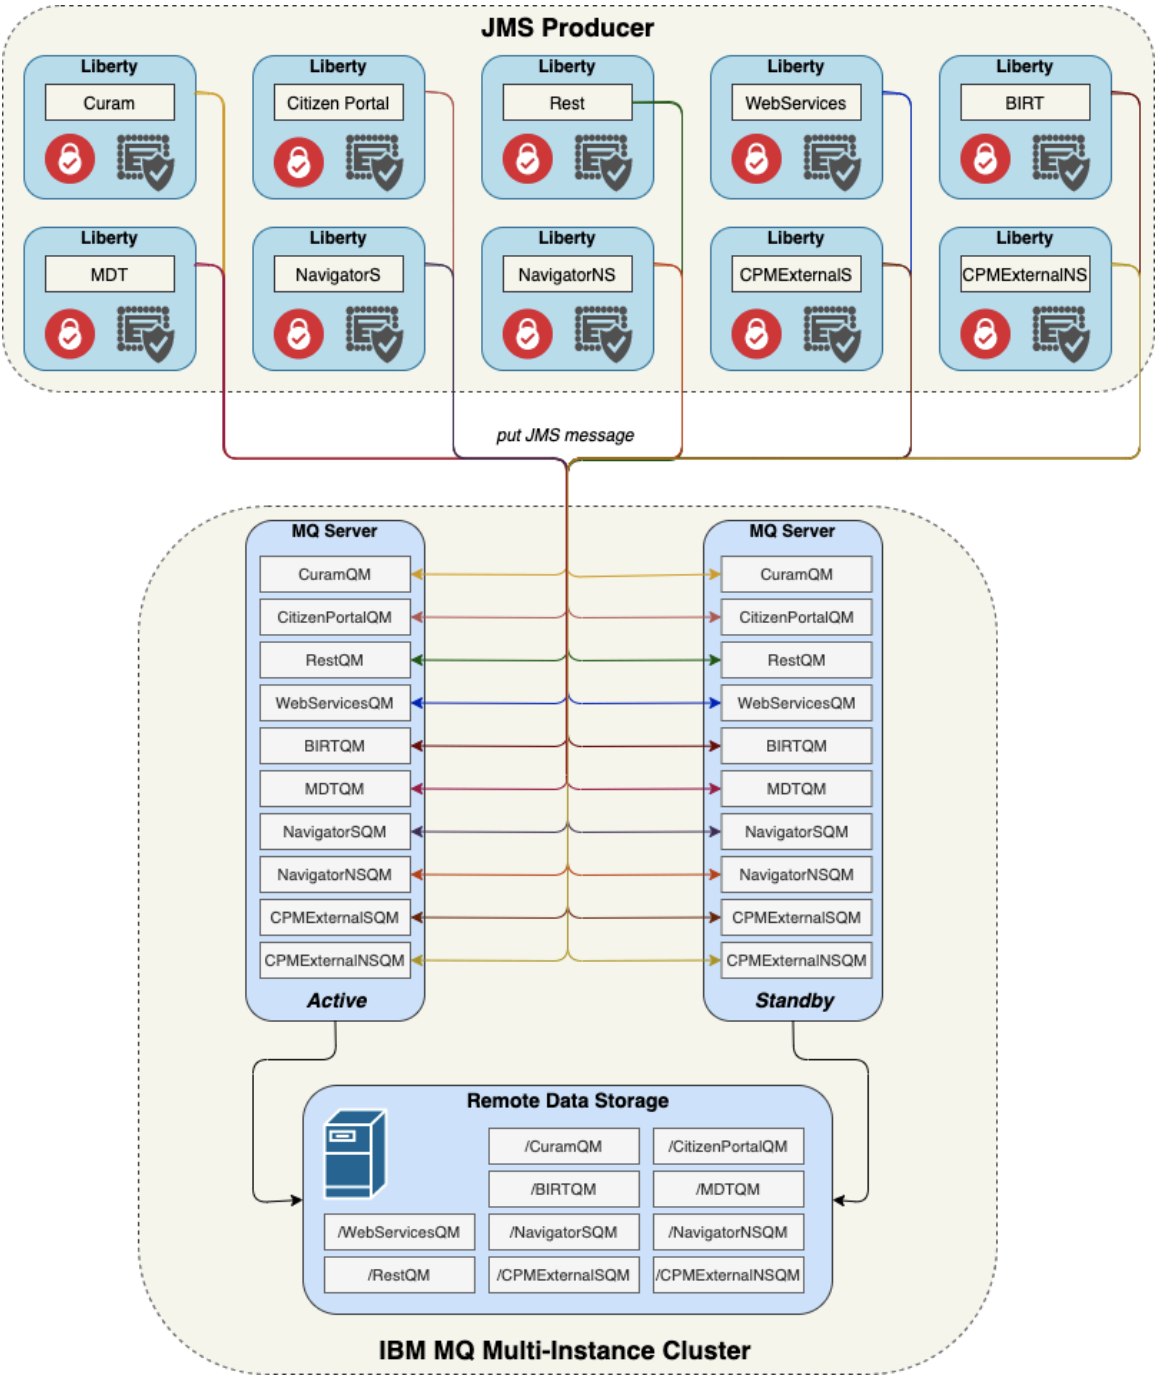 JMS Producer
Liberty
Liberty
Liberty
Liberty
Liberty
Curam
Citizen Portal
Rest
WebServices
BIRT
Liberty
Liberty
Liberty
Liberty
Liberty
MDT
NavigatorS
NavigatorNS
CPMExternalS
CPMExternalNS
put JMS message
MQ Server
CuramQM
CitizenPortalQM
RestQM
WebServicesQM
BIRTQM
MDTQM
NavigatorSQM
NavigatorNSQM
CPMExternalSQM
CPMExternalNSQM
Active
MQ Server
CuramQM
CitizenPortalQM
RestQM
WebServicesQM
BIRTQM
MDTQM
NavigatorSQM
NavigatorNSQM
CPMExternalSQM
CPMExternalNSQM
Standby
Remote Data Storage
/CuramQM
/CitizenPortalQM
/BIRTQM
/MDTQM
/WebServicesQM
/NavigatorSQM
/NavigatorNSQM
/RestQM
/CPMExternalSQM
/CPMExternalNSQM
IBM MQ Multi-Instance Cluster